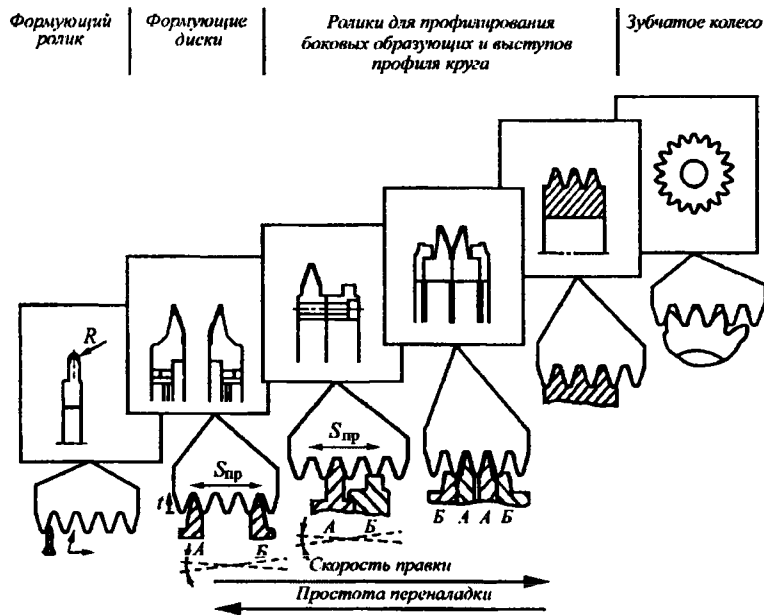 Формующий
ролик
Формующие
диски
Ролики для профилирования
боковых образующих и выступов
профиля круга
Зубчатое колесо
R
Sпр
t
А
Б
Sпр
А
Б
Б А А Б
Скорость правки
Простота переналадки